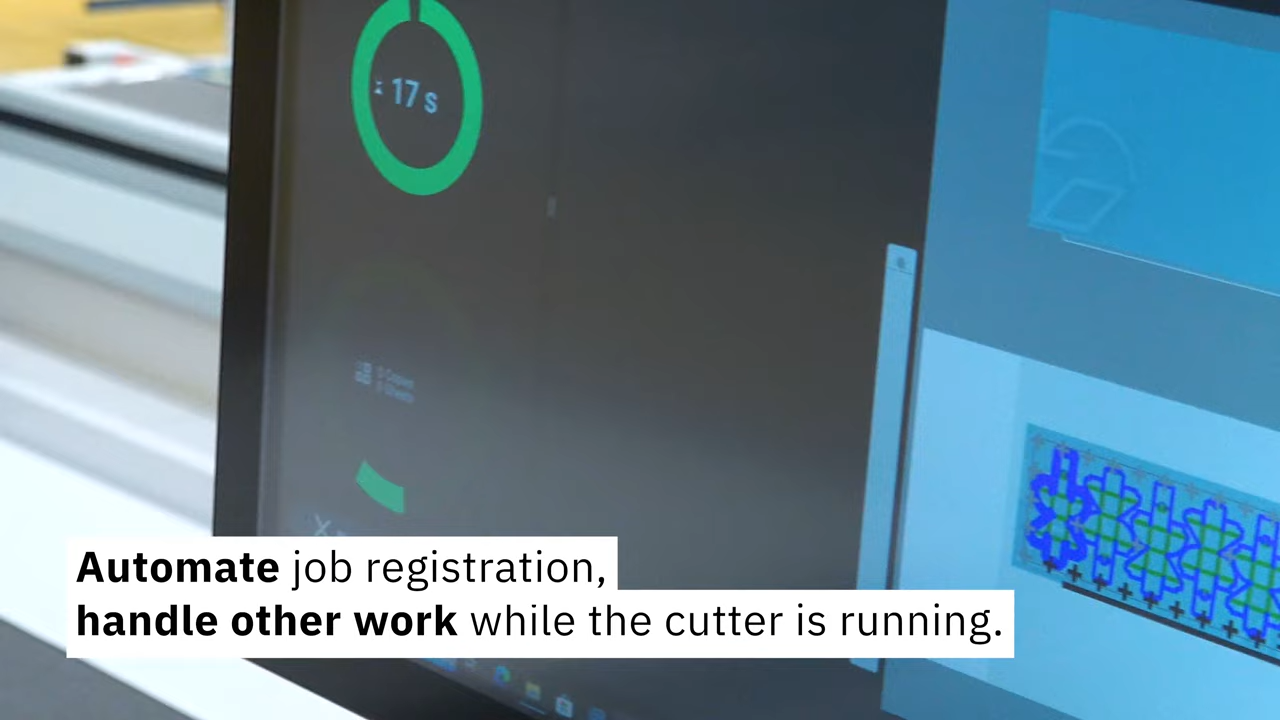 17 s
Automate job registration,
handle other work while the cutter is running.